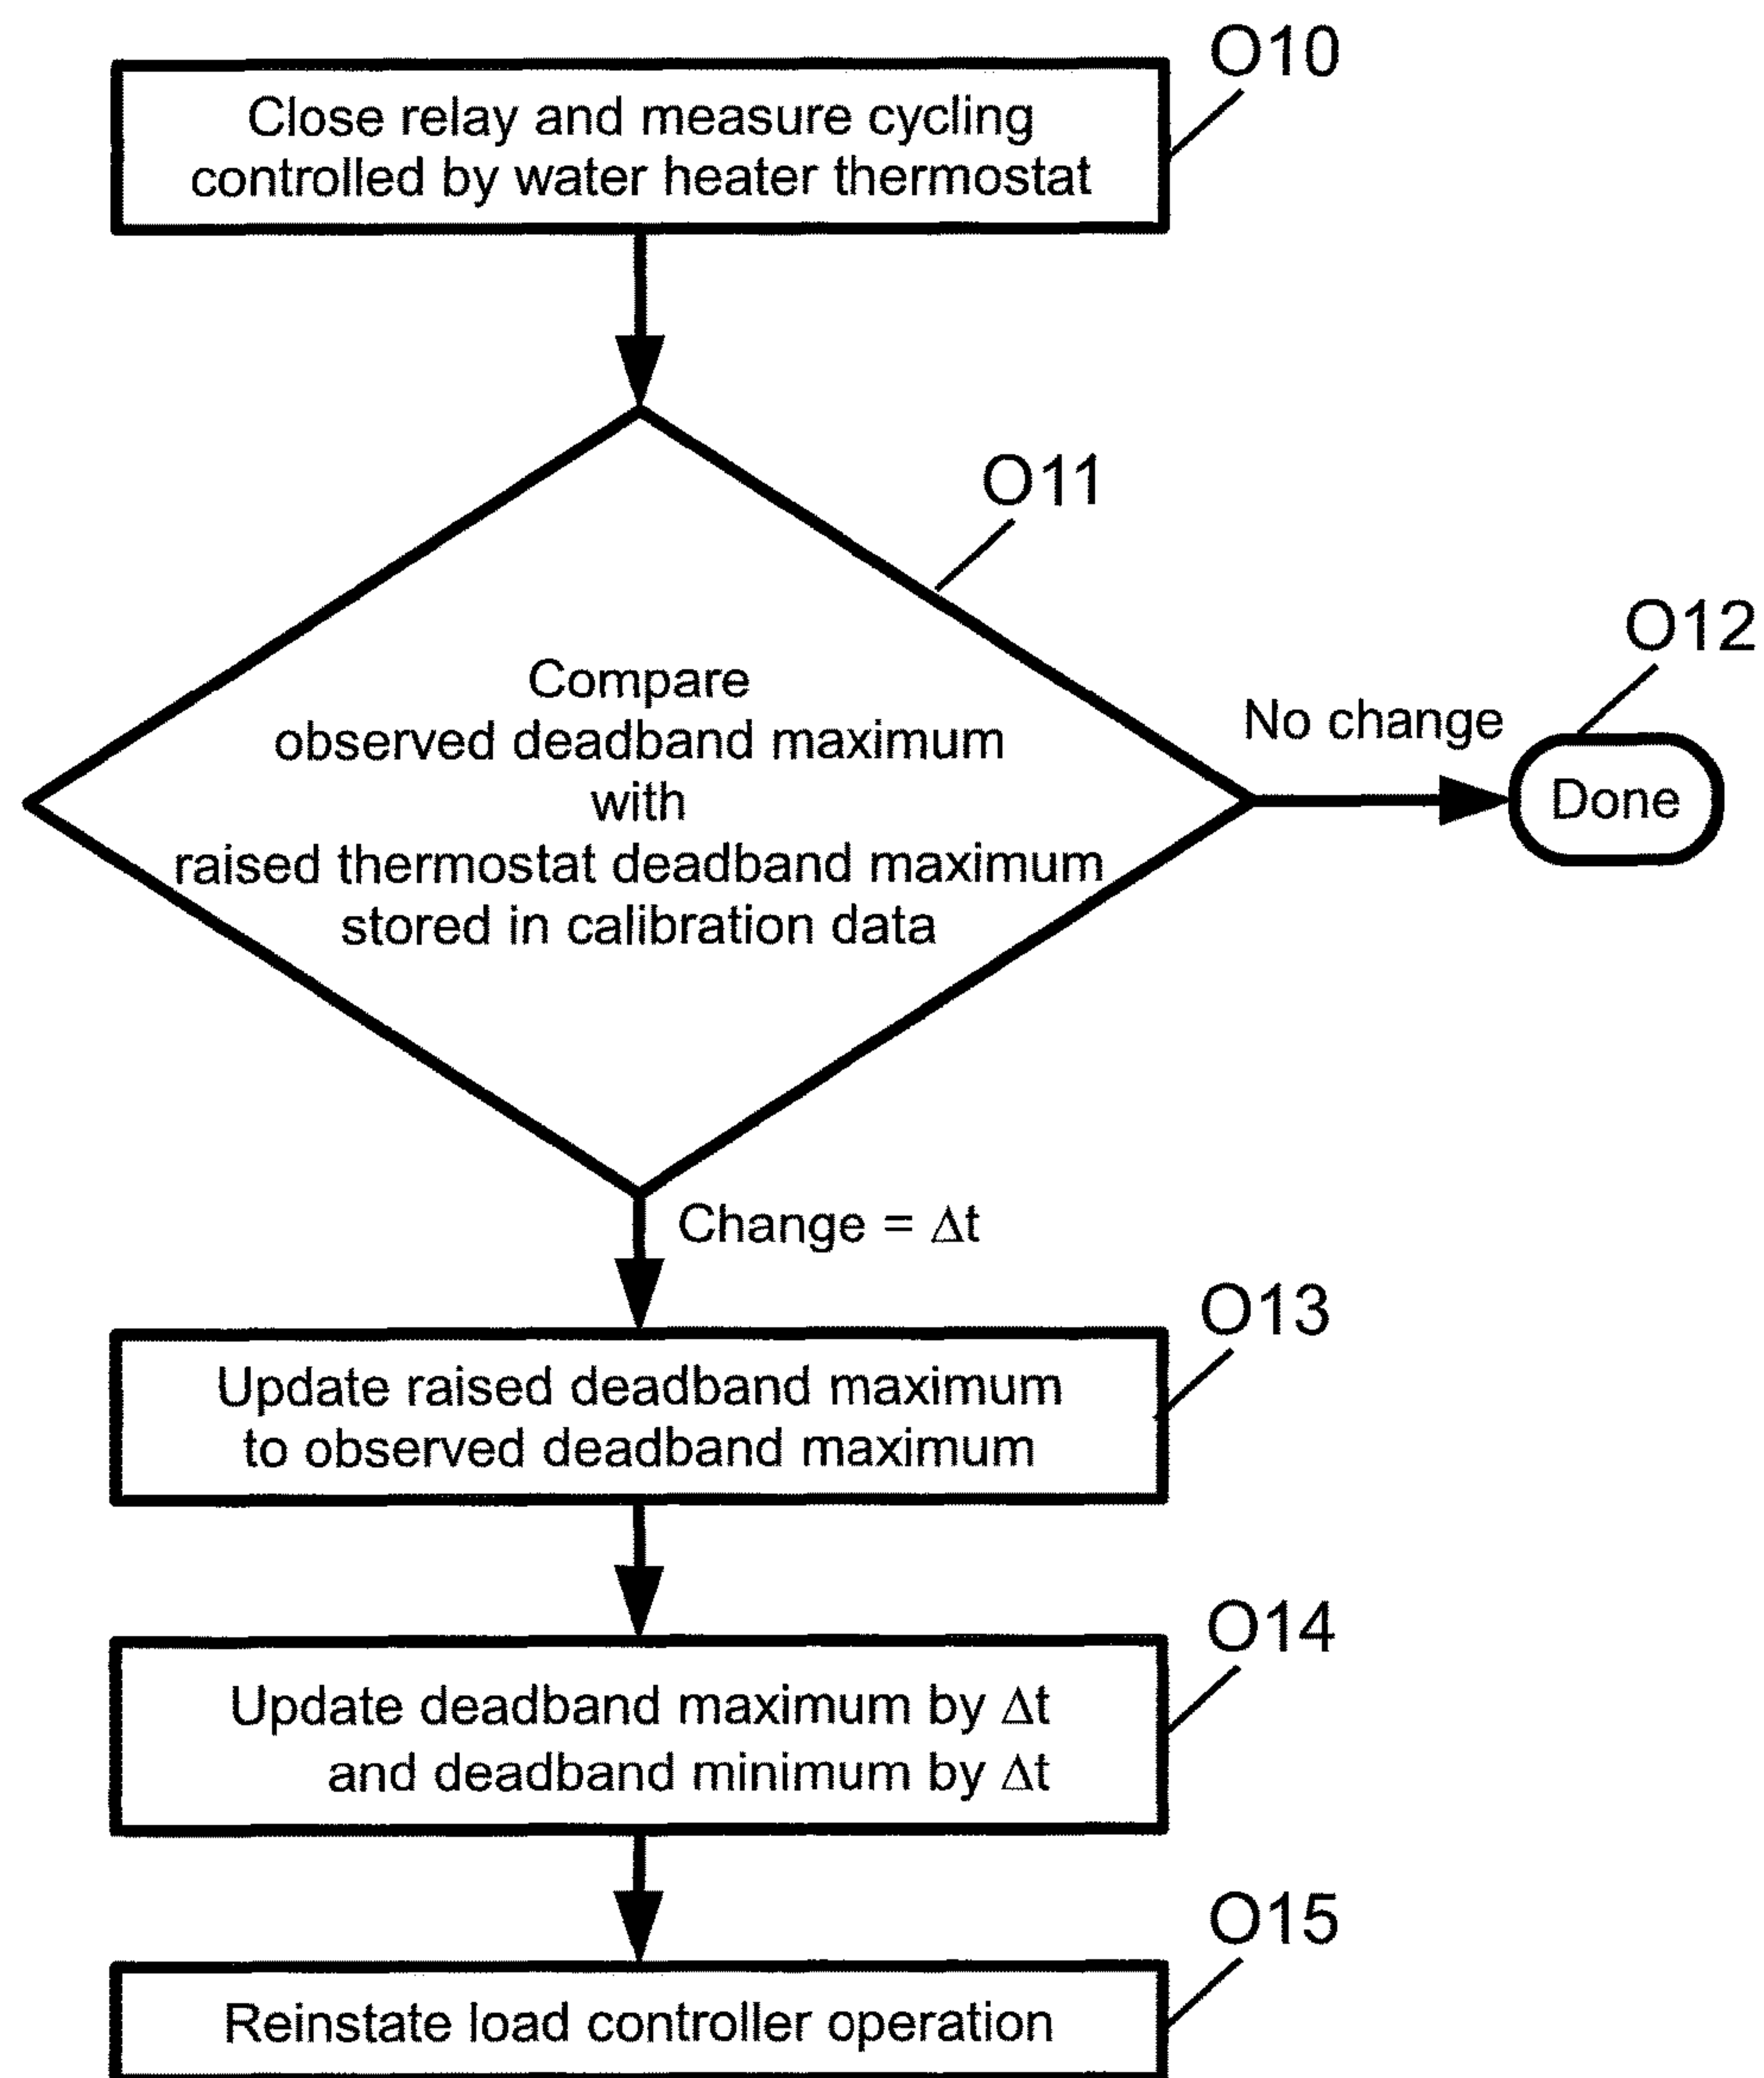 O10
Close relay and measure cycling
controlled by water heater thermostat
O11
Compare
observed deadband maximum
with
raised thermostat deadband maximum
stored in calibration data
O12
No change
Done
Change = Δt
O13
Update raised deadband maximum
to observed deadband maximum
O14
Update deadband maximum by Δt
and deadband minimum by Δt
O15
Reinstate load controller operation